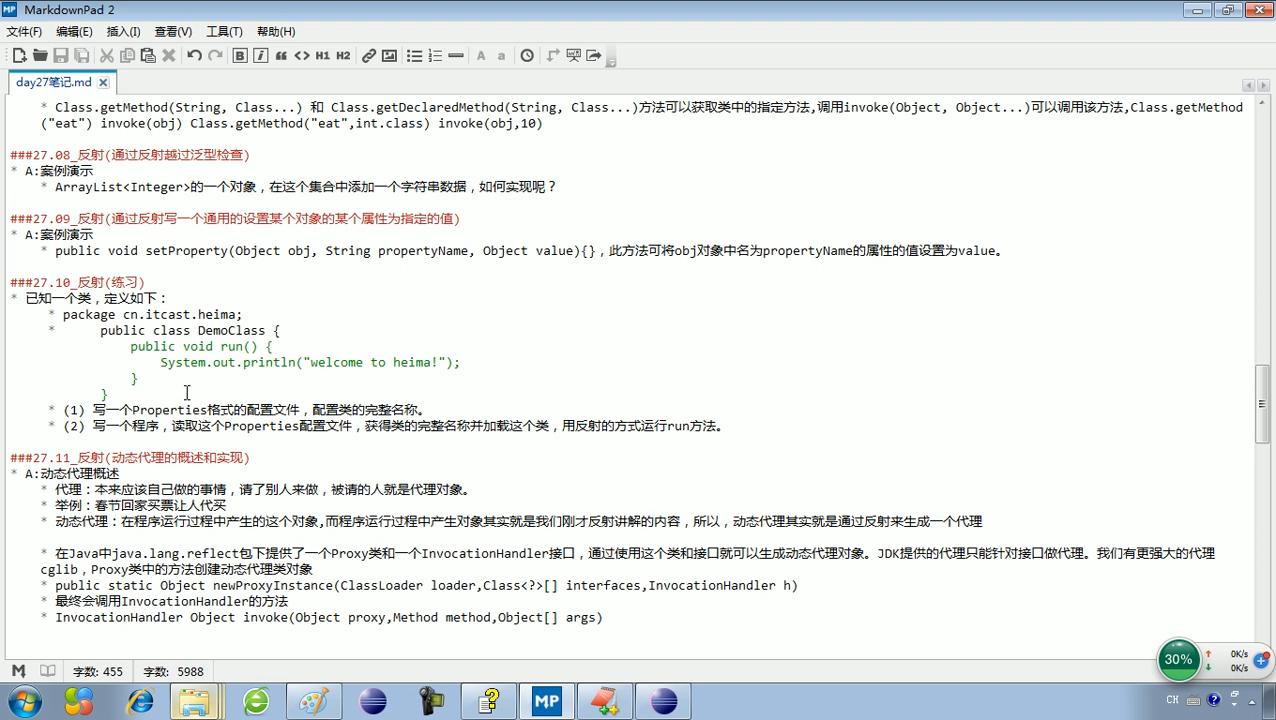 MarkdownPad 2
文件(F) 编辑(E) 插入(I) 查看(V) 工具(T) 帮助(H)
B i “ <> H1 H2 A a
day27笔记.md
* Class.getMethod(String, Class...) 和 Class.getDeclaredMethod(String, Class...)方法可以获取类中的指定方法,调用invoke(Object, Object...)可以调用该方法,Class.getMethod
("eat") invoke(obj) Class.getMethod("eat",int.class) invoke(obj,10)
###27.08_反射(通过反射越过泛型检查)
* A:案例演示
* ArrayList<Integer>的一个对象，在这个集合中添加一个字符串数据，如何实现呢？
###27.09_反射(通过反射写一个通用的设置某个对象的某个属性为指定的值)
* A:案例演示
* public void setProperty(Object obj, String propertyName, Object value){}，此方法可将obj对象中名为propertyName的属性的值设置为value。
###27.10_反射(练习)
* 已知一个类，定义如下：
* package cn.itcast.heima;
* public class DemoClass {
public void run() {
System.out.println("welcome to heima!");
}
}
* (1) 写一个Properties格式的配置文件，配置类的完整名称。
* (2) 写一个程序，读取这个Properties配置文件，获得类的完整名称并加载这个类，用反射的方式运行run方法。
###27.11_反射(动态代理的概述和实现)
* A:动态代理概述
* 代理：本来应该自己做的事情，请了别人来做，被请的人就是代理对象。
* 举例：春节回家买票让人代买
* 动态代理：在程序运行过程中产生的这个对象,而程序运行过程中产生对象其实就是我们刚才反射讲解的内容，所以，动态代理其实就是通过反射来生成一个代理
* 在Java中java.lang.reflect包下提供了一个Proxy类和一个InvocationHandler接口，通过使用这个类和接口就可以生成动态代理对象。JDK提供的代理只能针对接口做代理。我们有更强大的代理
cglib，Proxy类中的方法创建动态代理类对象
* public static Object newProxyInstance(ClassLoader loader,Class<?>[] interfaces,InvocationHandler h)
* 最终会调用InvocationHandler的方法
* InvocationHandler Object invoke(Object proxy,Method method,Object[] args)
字数: 455 字数: 5988
30% 0K/s
0K/s
MP CH